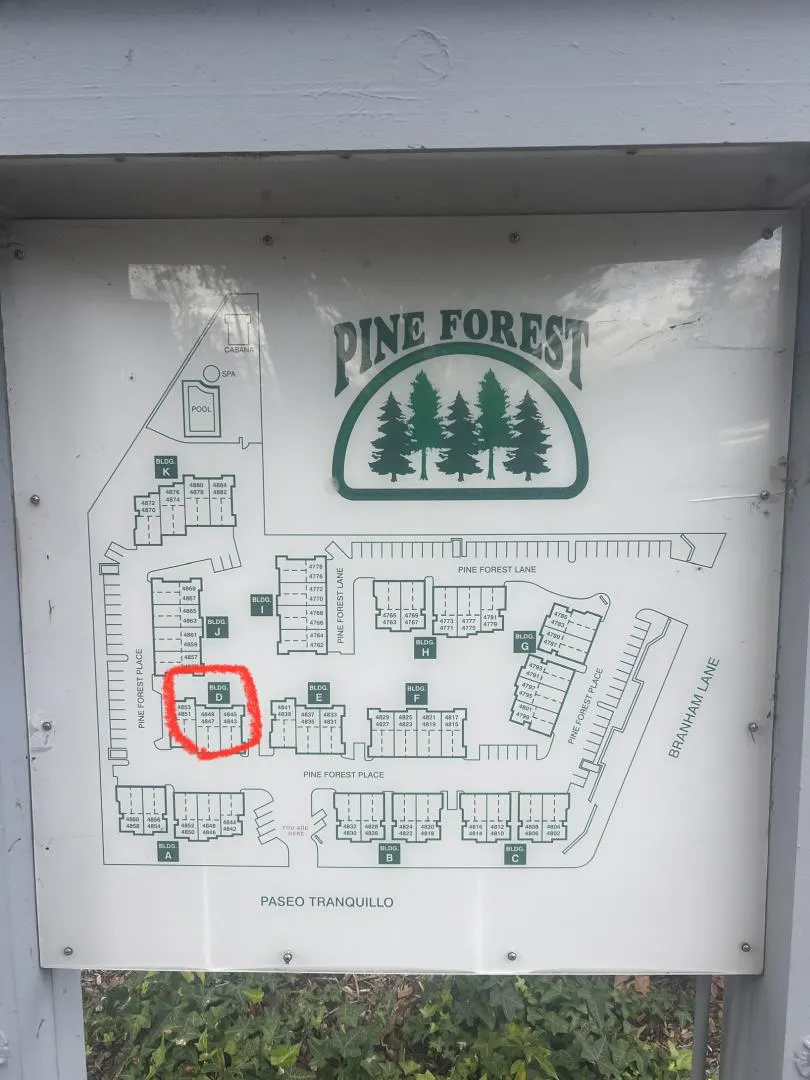 PINE FOREST
CABANA
SPA
POOL
BLDG.
K
4872 4876 4880 4884
4870 4874 4878 4882
4778
4776
4772
4770
4768
4766
4764
4762
BLDG.
I
PINE FOREST LANE
PINE FOREST LANE
4869
4867
4865
4863
4861
4859
4857
BLDG.
J
4765 4769
4763 4767
4773 4777 4781
4771 4775 4779
BLDG.
H
BLDG.
G
4785
4783
4789
4787
4793
4791
4797
4795
4801
4799
PINE FOREST PLACE
BRANHAM LANE
PINE FOREST PLACE
BLDG.
D
4853 4849 4845
4851 4847 4843
BLDG.
E
4841 4837 4833
4839 4835 4831
BLDG.
F
4829 4825 4821 4817
4827 4823 4819 4815
PINE FOREST PLACE
4860 4856
4858 4854
4852 4848 4844
4850 4846 4842
BLDG.
A
YOU ARE
HERE
4832 4828 4824 4820
4830 4826 4822 4818
BLDG.
B
4816 4812 4808 4804
4814 4810 4806 4802
BLDG.
C
PASEO TRANQUILLO